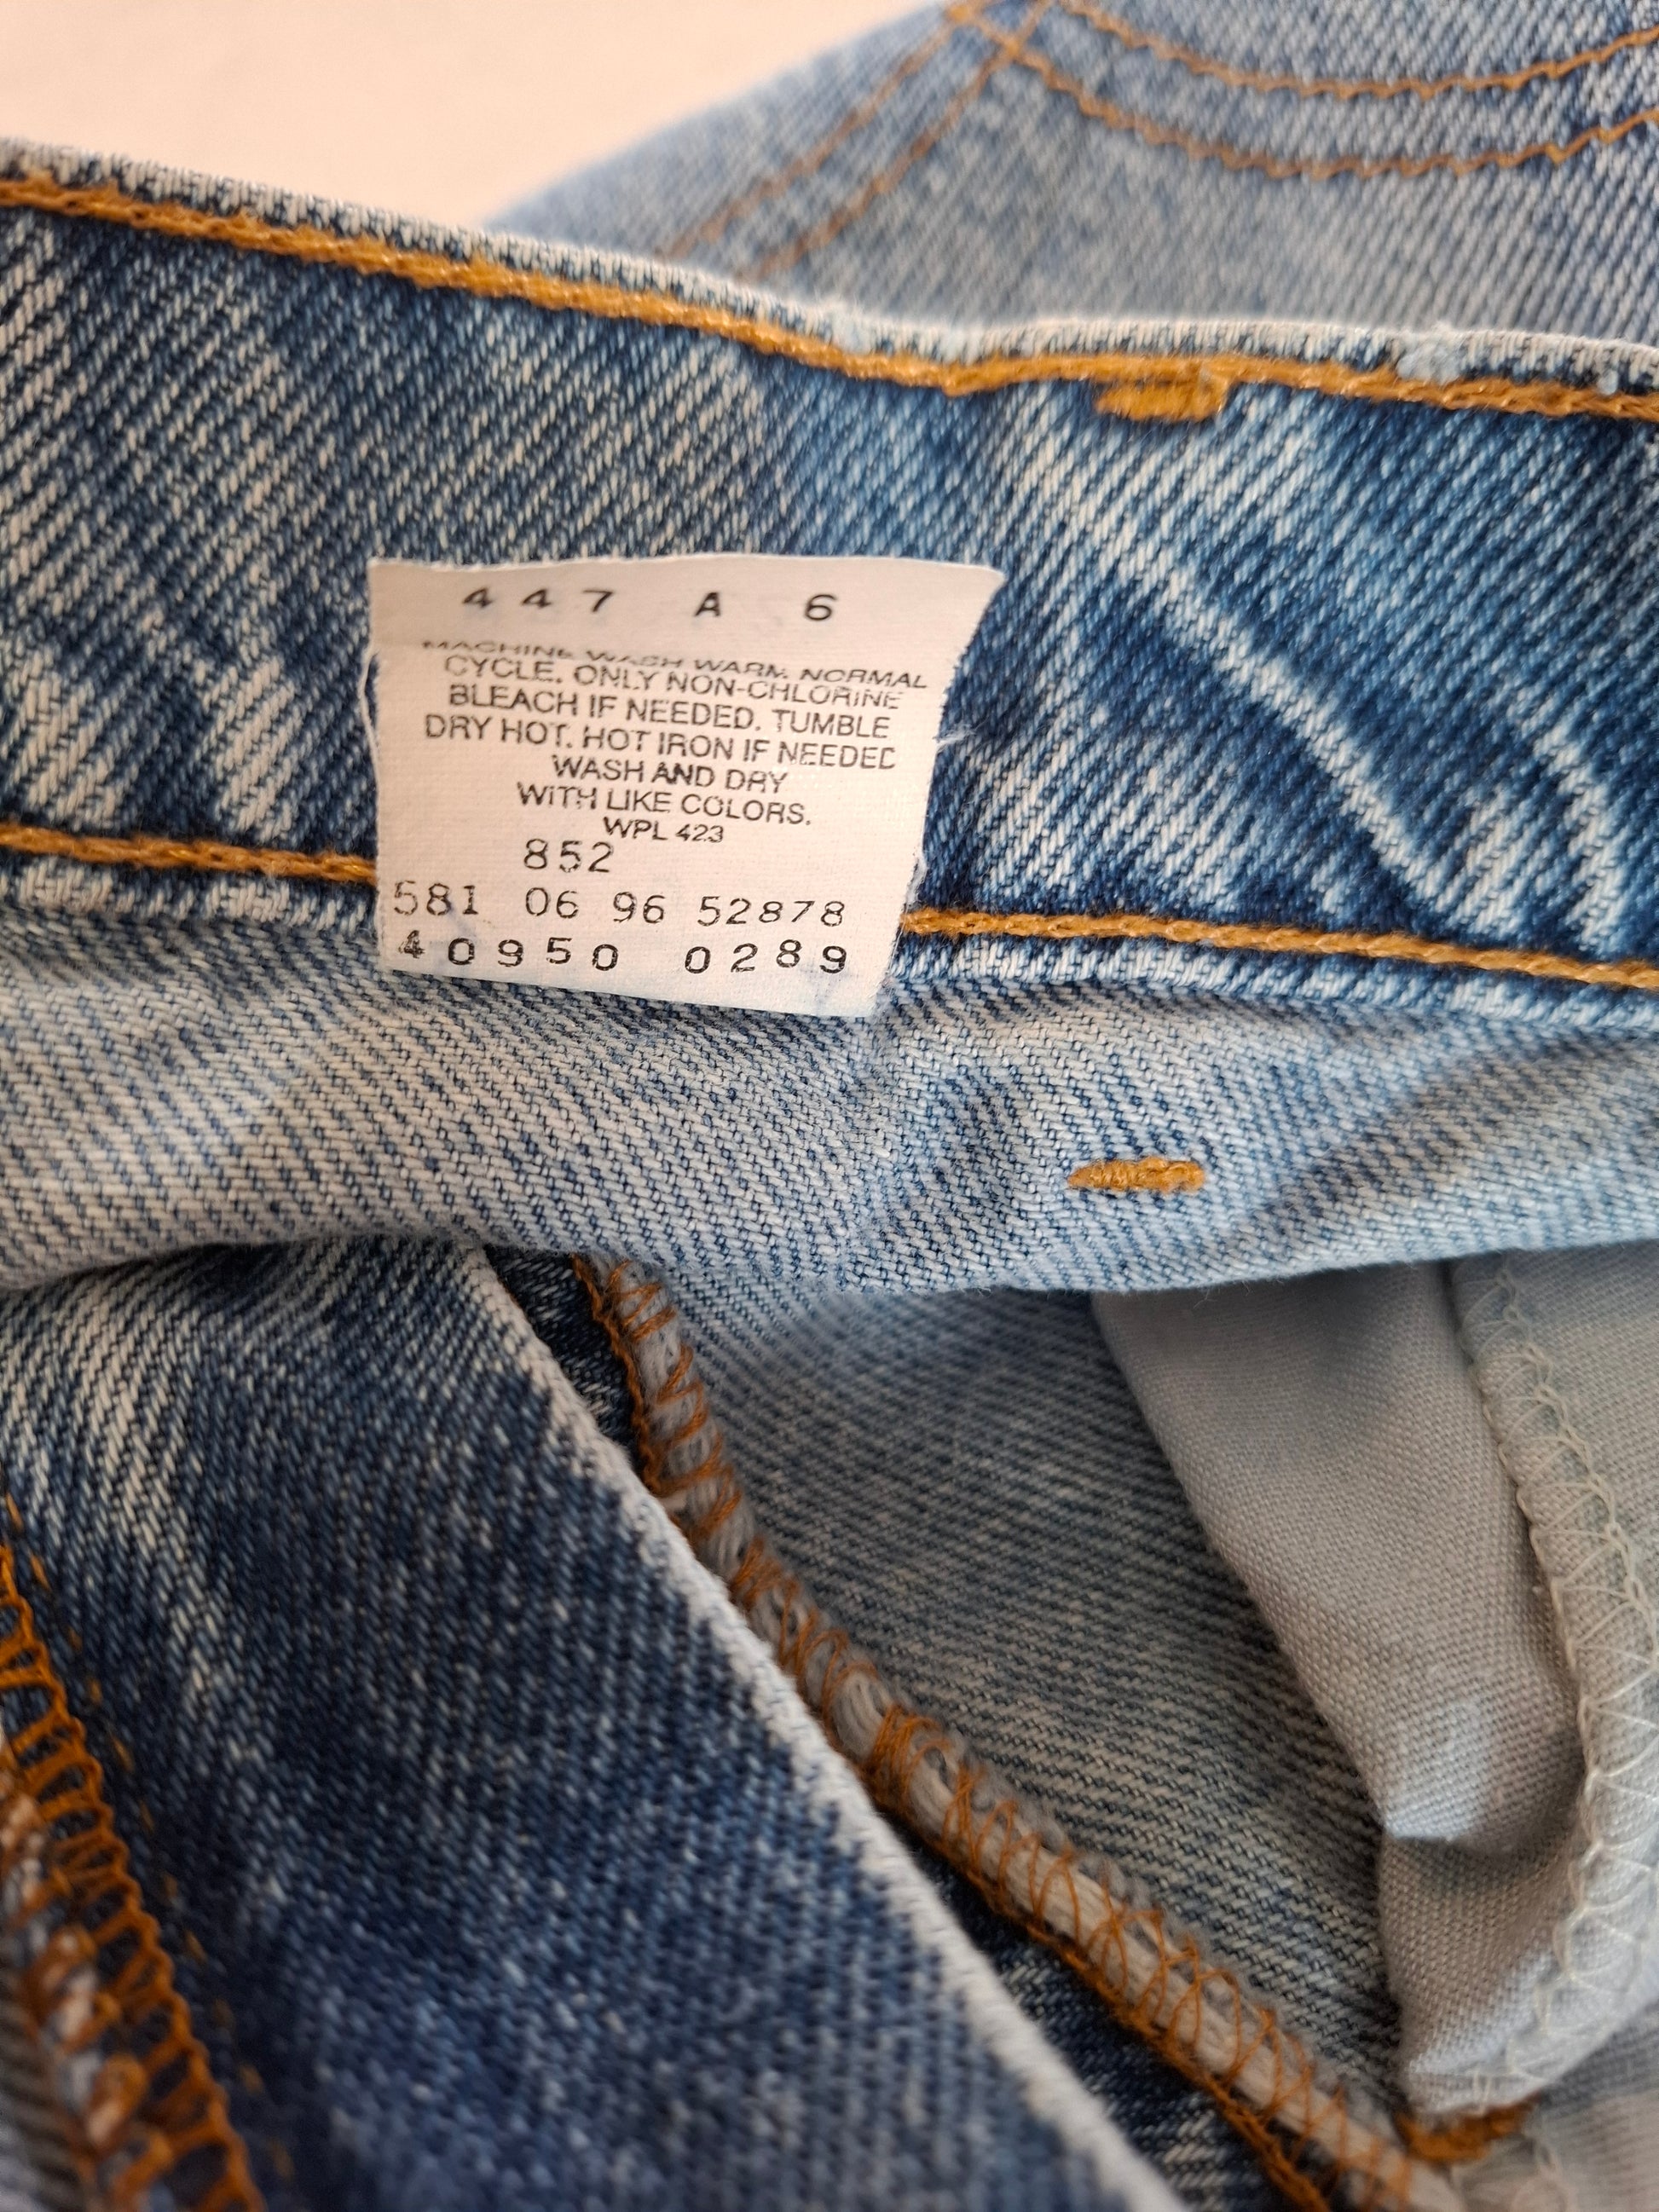 447 A 6
MACHINE WASH WARM, NORMAL
CYCLE. ONLY NON-CHLORINE
BLEACH IF NEEDED. TUMBLE
DRY HOT. HOT IRON IF NEEDED
WASH AND DRY
WITH LIKE COLORS.
WPL 423
852
581 06 96 52878
40950 0289